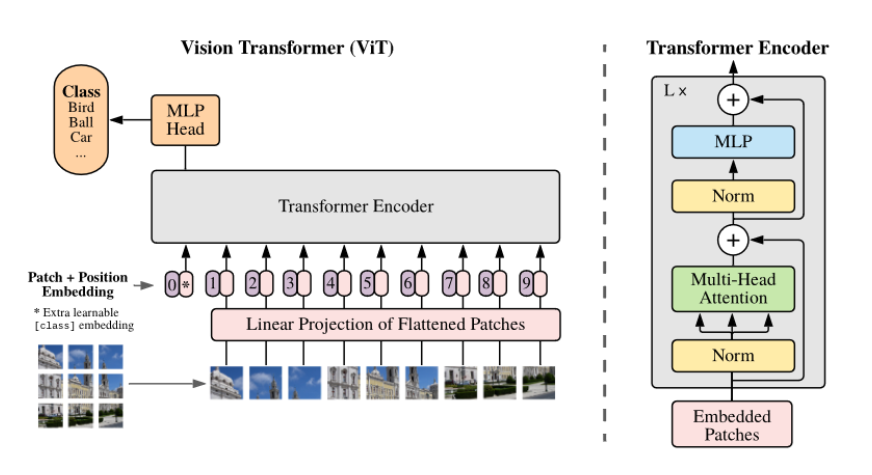 Vision Transformer (ViT)
Class
Bird
Ball
Car
...
MLP
Head
Transformer Encoder
Patch + Position
Embedding
* Extra learnable
[class] embedding
0 * 1 2 3 4 5 6 7 8 9
Linear Projection of Flattened Patches
Transformer Encoder
L ×
+
MLP
Norm
+
Multi-Head
Attention
Norm
Embedded
Patches